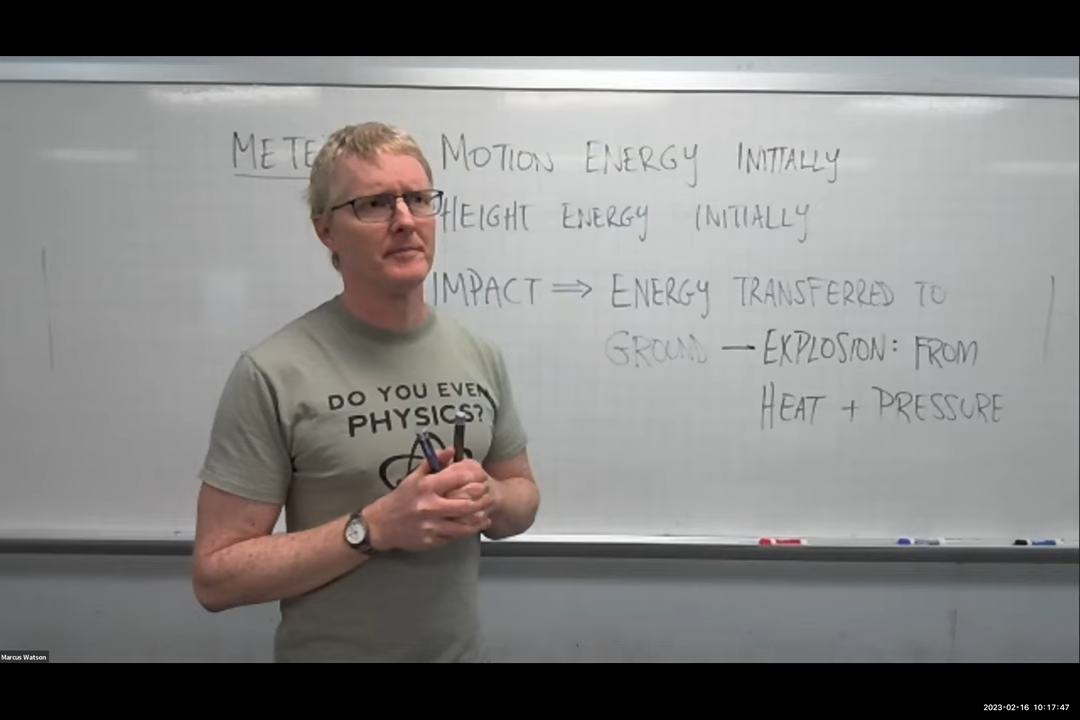 METE
MOTION ENERGY INITIALLY
HEIGHT ENERGY INITIALLY
IMPACT ⇒ ENERGY TRANSFERRED TO
GROUND — EXPLOSION: FROM
HEAT + PRESSURE
DO YOU EVEN
PHYSICS?
Marcus Watson
2023-02-16 10:17:47